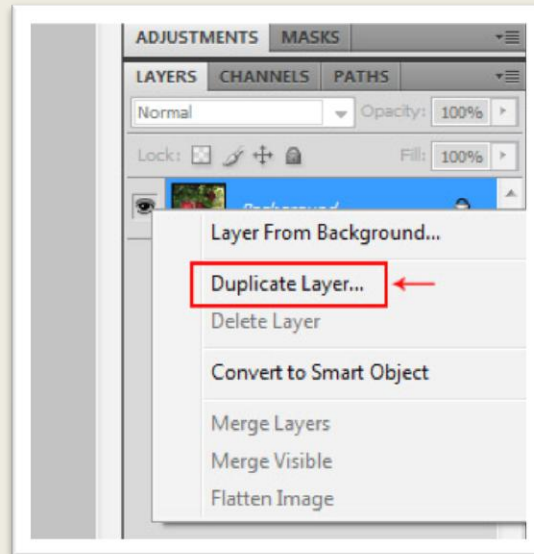 ADJUSTMENTS MASKS
LAYERS CHANNELS PATHS
Normal Opacity: 100%
Lock: Fill: 100%
Background
Layer From Background...
Duplicate Layer...
Delete Layer
Convert to Smart Object
Merge Layers
Merge Visible
Flatten Image